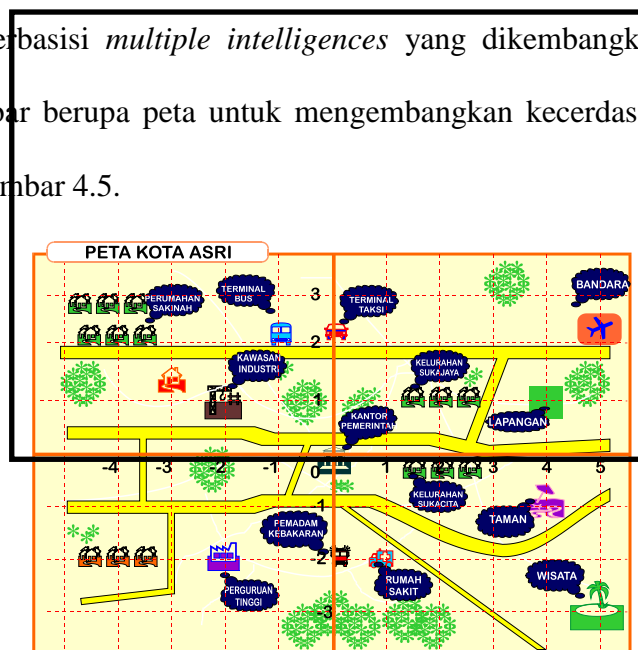 erbasisi multiple intelligences yang dikembangk
ar berupa peta untuk mengembangkan kecerdas
mbar 4.5.
PETA KOTA ASRI
PERUMAHAN
SAKINAH
TERMINAL
BUS
3
TERMINAL
TAKSI
BANDARA
2
KAWASAN
INDUSTRI
KELURAHAN
SUKAJAYA
1
KANTOR
PEMERINTAH
LAPANGAN
-4 -3 -2 -1 0 2 3 4 5
KELURAHAN
SUKACITA
-1
PEMADAM
KEBAKARAN
TAMAN
-2
PERGURUAN
TINGGI
RUMAH
SAKIT
WISATA
-3